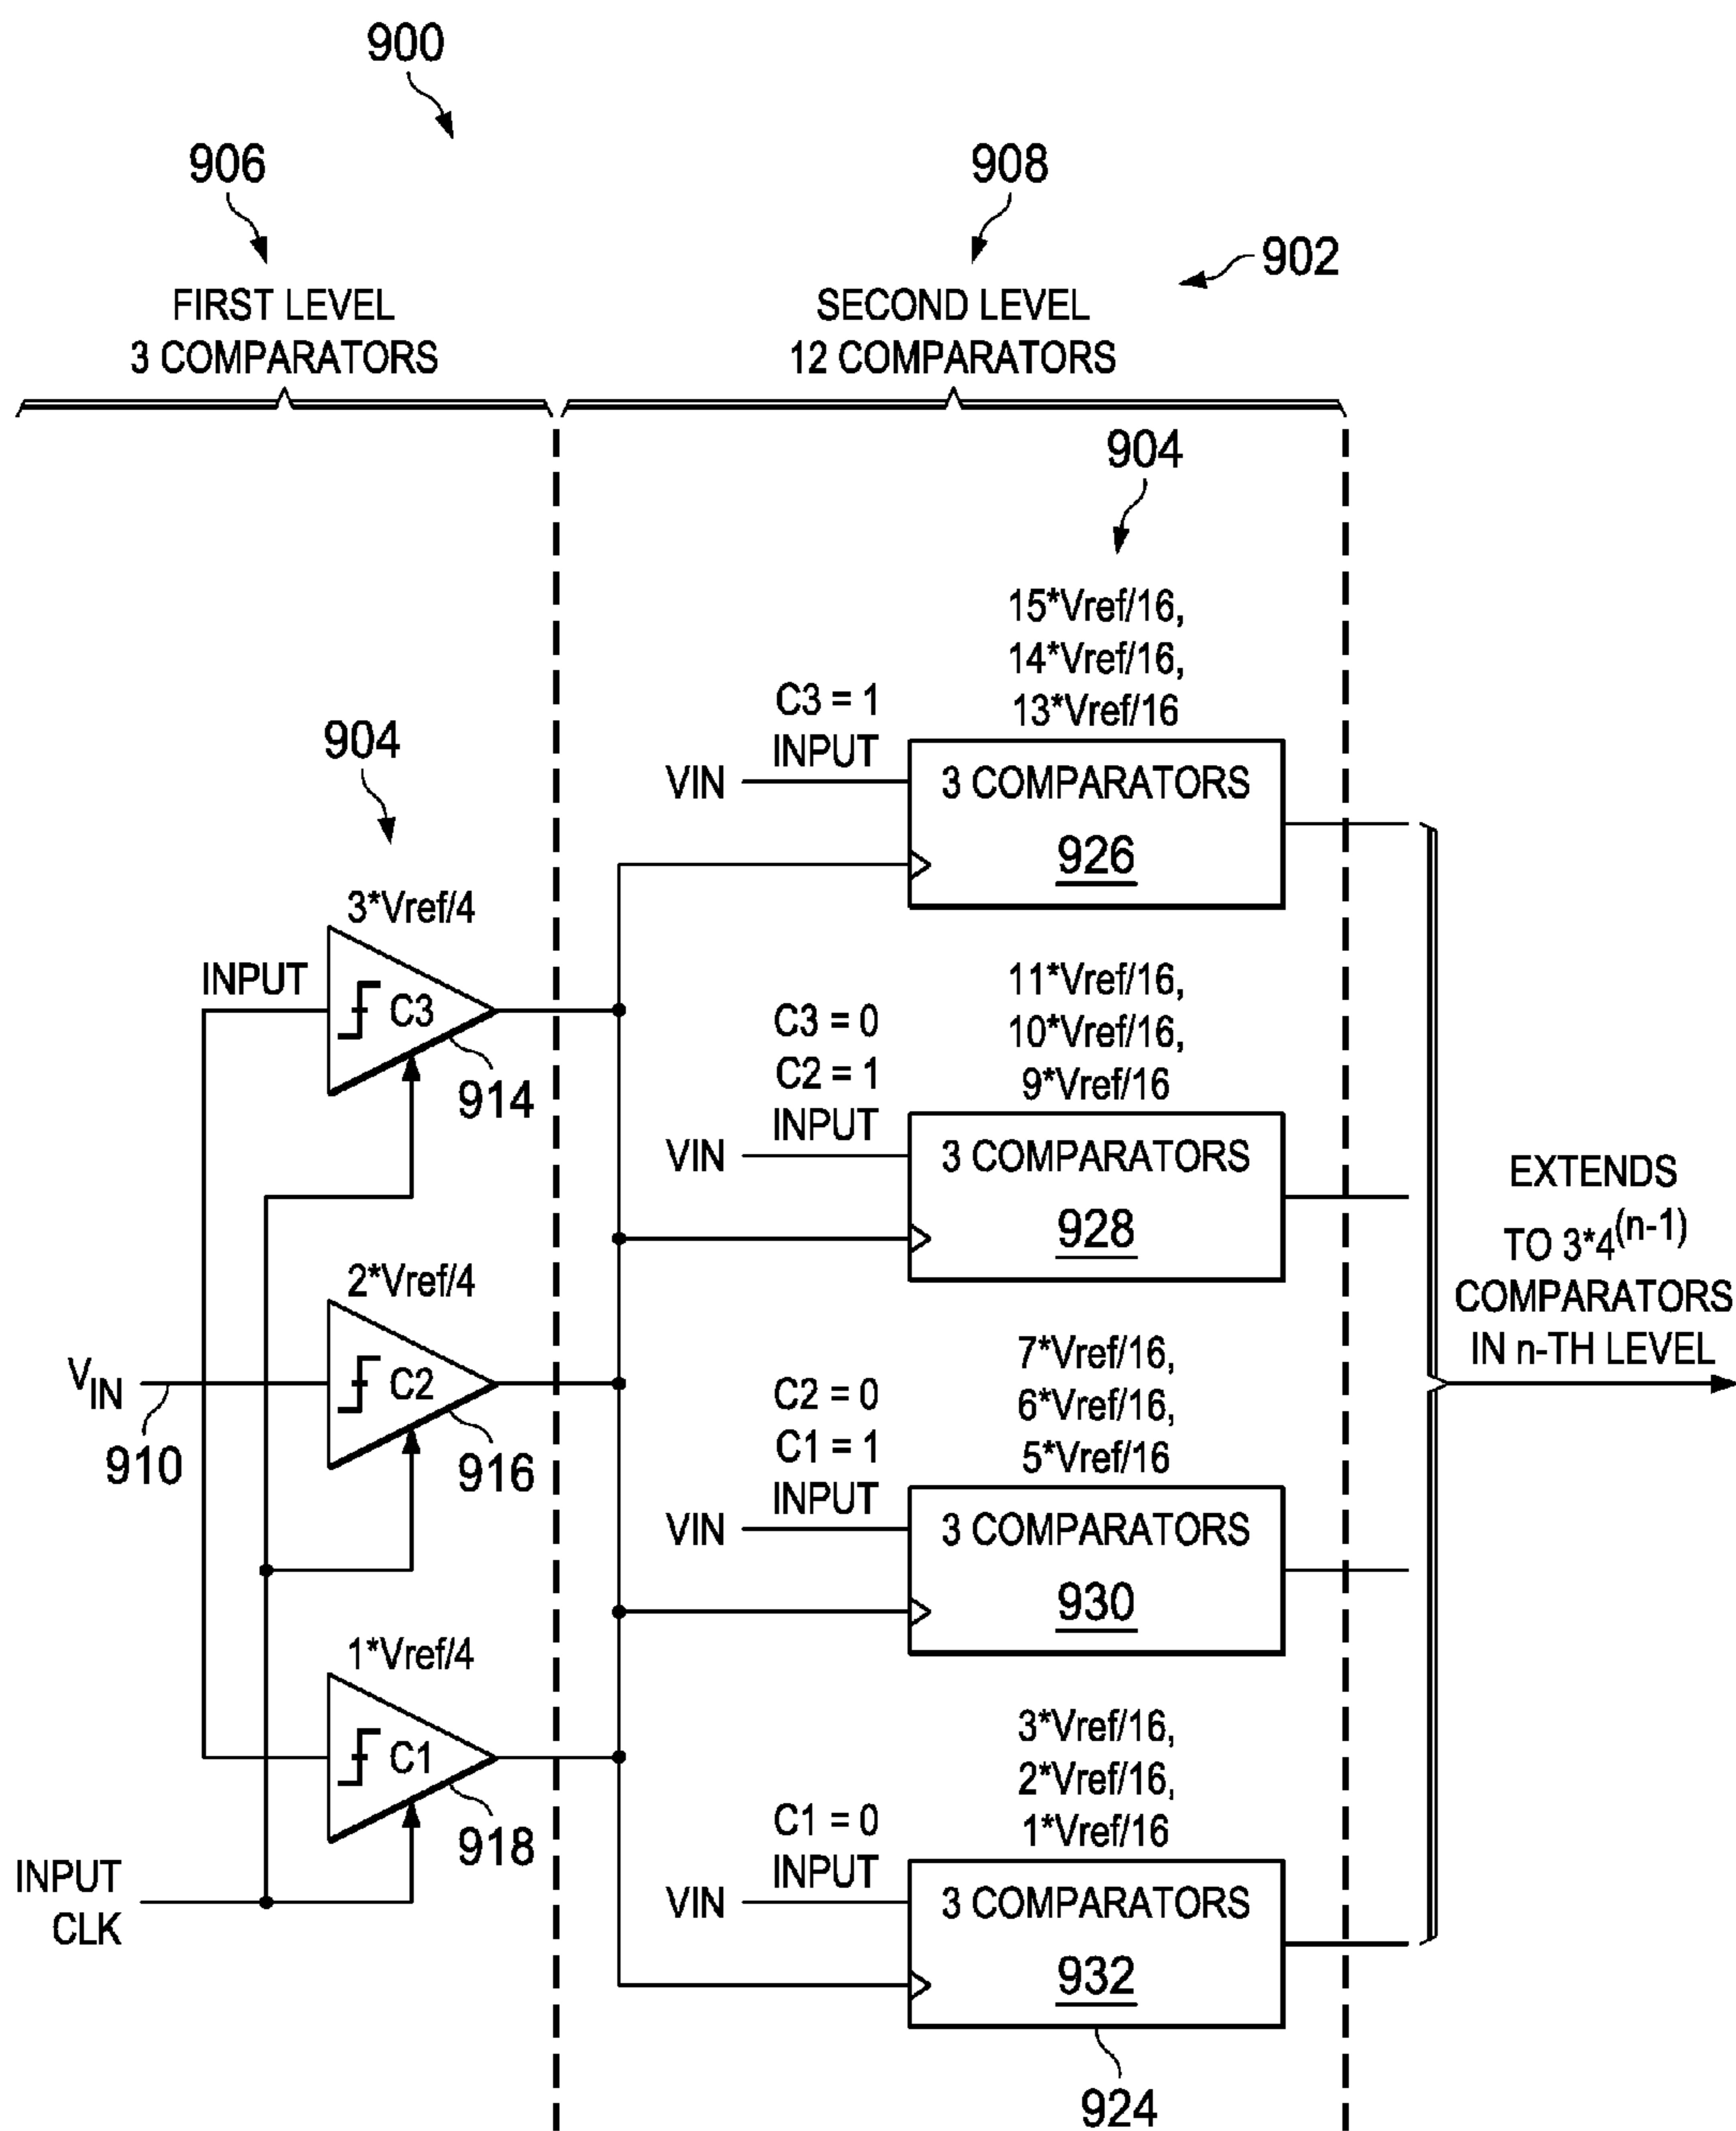 900
906
908
902
FIRST LEVEL
3 COMPARATORS
SECOND LEVEL
12 COMPARATORS
904
15*Vref/16,
14*Vref/16,
13*Vref/16
C3 = 1
INPUT
VIN
3 COMPARATORS
926
904
3*Vref/4
INPUT
C3
914
11*Vref/16,
10*Vref/16,
9*Vref/16
C3 = 0
C2 = 1
INPUT
VIN
3 COMPARATORS
928
EXTENDS
TO 3*4(n-1)
COMPARATORS
IN n-TH LEVEL
2*Vref/4
VIN
910
C2
916
7*Vref/16,
6*Vref/16,
5*Vref/16
C2 = 0
C1 = 1
INPUT
VIN
3 COMPARATORS
930
1*Vref/4
C1
918
INPUT
CLK
3*Vref/16,
2*Vref/16,
1*Vref/16
C1 = 0
INPUT
VIN
3 COMPARATORS
932
924